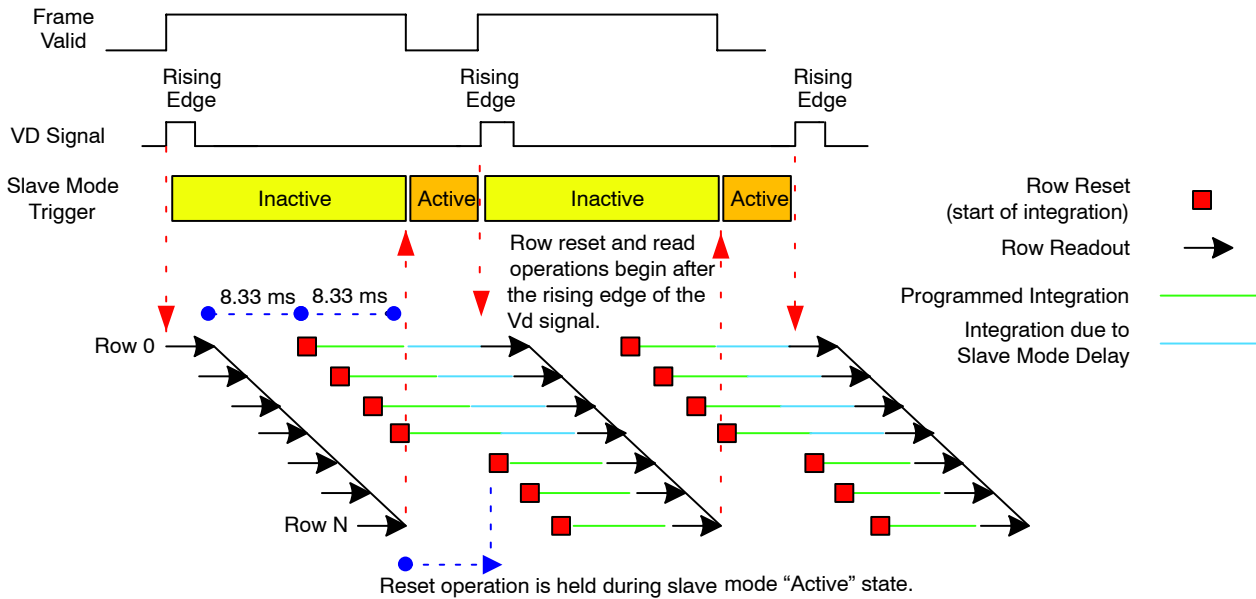 Frame
Valid
Rising
Edge
Rising
Edge
Rising
Edge
VD Signal
Slave Mode
Trigger
Inactive
Active
Inactive
Active
Row Reset
(start of integration)
Row Readout
Programmed Integration
Integration due to
Slave Mode Delay
Row reset and read
operations begin after
the rising edge of the
Vd signal.
8.33 ms
8.33 ms
Row 0
Row N
Reset operation is held during slave mode “Active” state.